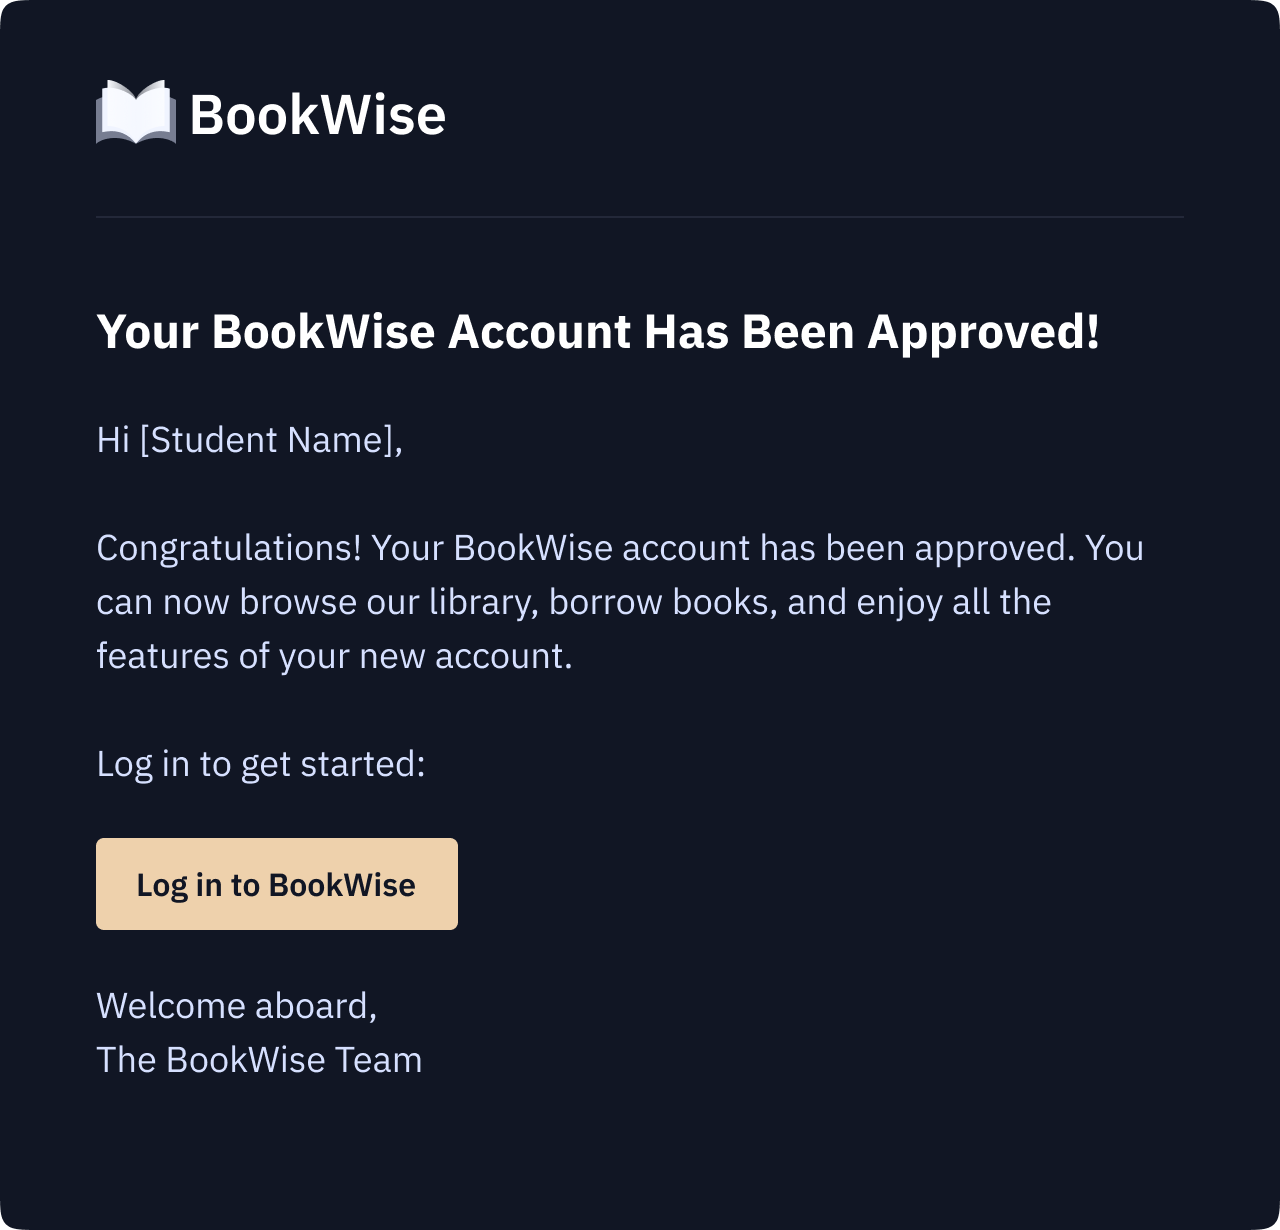 BookWise
Your BookWise Account Has Been Approved!
Hi [Student Name],
Congratulations! Your BookWise account has been approved. You
can now browse our library, borrow books, and enjoy all the
features of your new account.
Log in to get started:
Log in to BookWise
Welcome aboard,
The BookWise Team